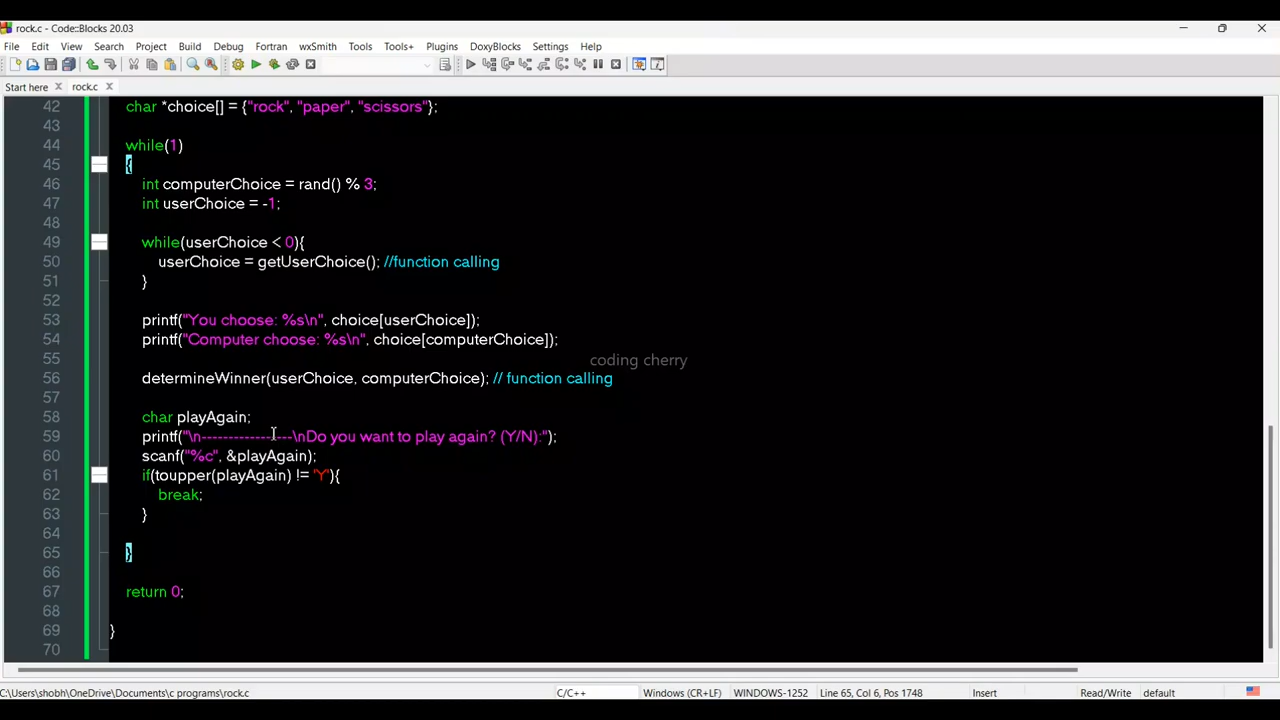 rock.c - Code::Blocks 20.03
File Edit View Search Project Build Debug Fortran wxSmith Tools Tools+ Plugins DoxyBlocks Settings Help
Start here rock.c
42 char *choice[] = {"rock", "paper", "scissors"};
43
44 while(1)
45 {
46 int computerChoice = rand() % 3;
47 int userChoice = -1;
48
49 while(userChoice < 0){
50 userChoice = getUserChoice(); //function calling
51 }
52
53 printf("You choose: %s\n", choice[userChoice]);
54 printf("Computer choose: %s\n", choice[computerChoice]);
55
coding cherry
56 determineWinner(userChoice, computerChoice); // function calling
57
58 char playAgain;
59 printf("\n-----------------\nDo you want to play again? (Y/N):");
60 scanf("%c", &playAgain);
61 if(toupper(playAgain) != 'Y'){
62 break;
63 }
64
65 }
66
67 return 0;
68
69 }
70
C:\Users\shobh\OneDrive\Documents\c programs\rock.c C/C++ Windows (CR+LF) WINDOWS-1252 Line 65, Col 6, Pos 1748 Insert Read/Write default